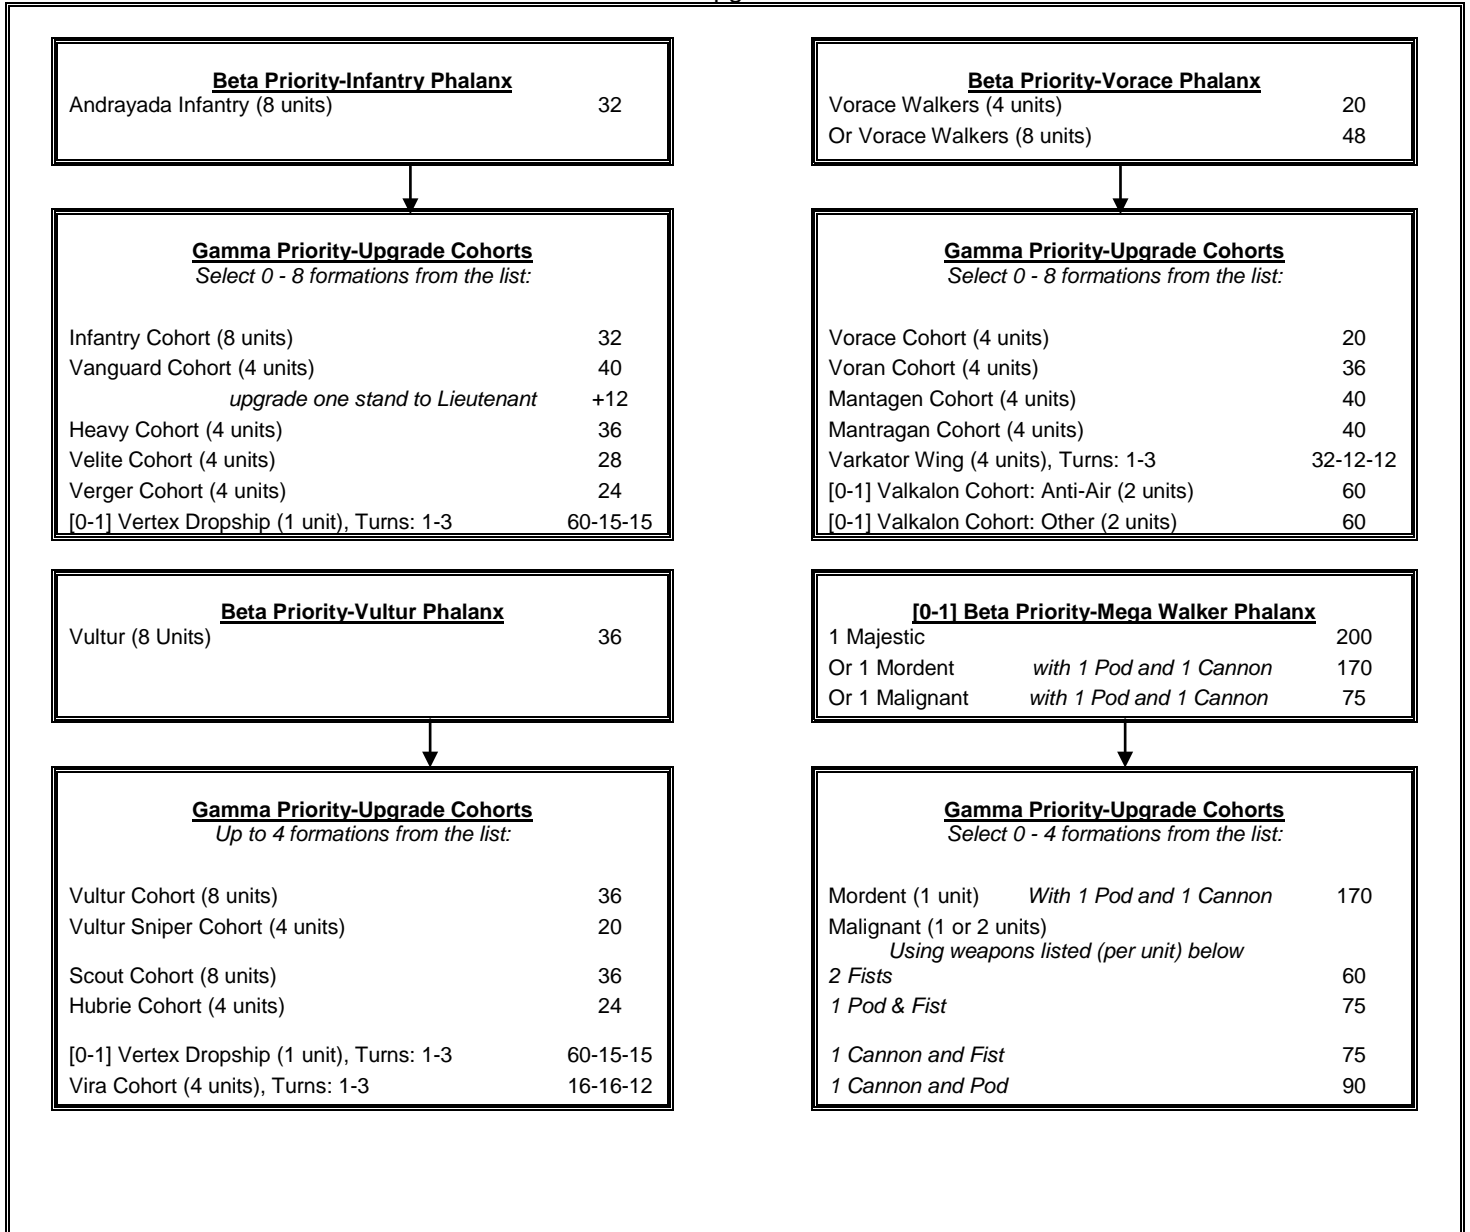 Beta Priority-Infantry Phalanx
Andrayada Infantry (8 units) 32
Gamma Priority-Upgrade Cohorts
Select 0 - 8 formations from the list:
Infantry Cohort (8 units) 32
Vanguard Cohort (4 units) 40
upgrade one stand to Lieutenant +12
Heavy Cohort (4 units) 36
Velite Cohort (4 units) 28
Verger Cohort (4 units) 24
[0-1] Vertex Dropship (1 unit), Turns: 1-3 60-15-15
Beta Priority-Vorace Phalanx
Vorace Walkers (4 units) 20
Or Vorace Walkers (8 units) 48
Gamma Priority-Upgrade Cohorts
Select 0 - 8 formations from the list:
Vorace Cohort (4 units) 20
Voran Cohort (4 units) 36
Mantagen Cohort (4 units) 40
Mantragan Cohort (4 units) 40
Varkator Wing (4 units), Turns: 1-3 32-12-12
[0-1] Valkalon Cohort: Anti-Air (2 units) 60
[0-1] Valkalon Cohort: Other (2 units) 60
Beta Priority-Vultur Phalanx
Vultur (8 Units) 36
Gamma Priority-Upgrade Cohorts
Up to 4 formations from the list:
Vultur Cohort (8 units) 36
Vultur Sniper Cohort (4 units) 20
Scout Cohort (8 units) 36
Hubrie Cohort (4 units) 24
[0-1] Vertex Dropship (1 unit), Turns: 1-3 60-15-15
Vira Cohort (4 units), Turns: 1-3 16-16-12
[0-1] Beta Priority-Mega Walker Phalanx
1 Majestic 200
Or 1 Mordent with 1 Pod and 1 Cannon 170
Or 1 Malignant with 1 Pod and 1 Cannon 75
Gamma Priority-Upgrade Cohorts
Select 0 - 4 formations from the list:
Mordent (1 unit) With 1 Pod and 1 Cannon 170
Malignant (1 or 2 units)
Using weapons listed (per unit) below
2 Fists 60
1 Pod & Fist 75
1 Cannon and Fist 75
1 Cannon and Pod 90